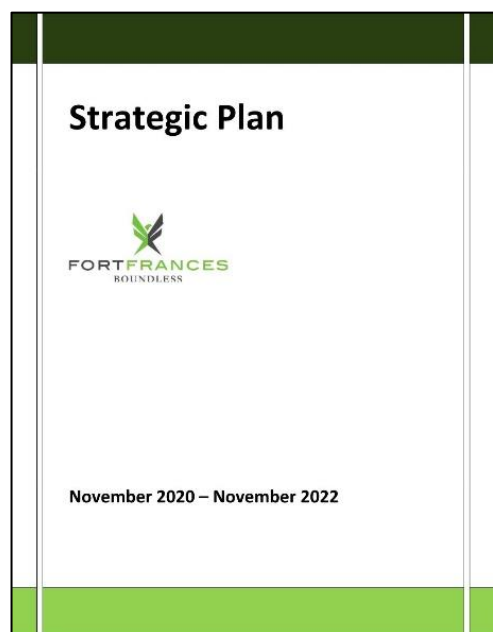 Strategic Plan
FORTFRANCES
BOUNDLESS
November 2020 – November 2022